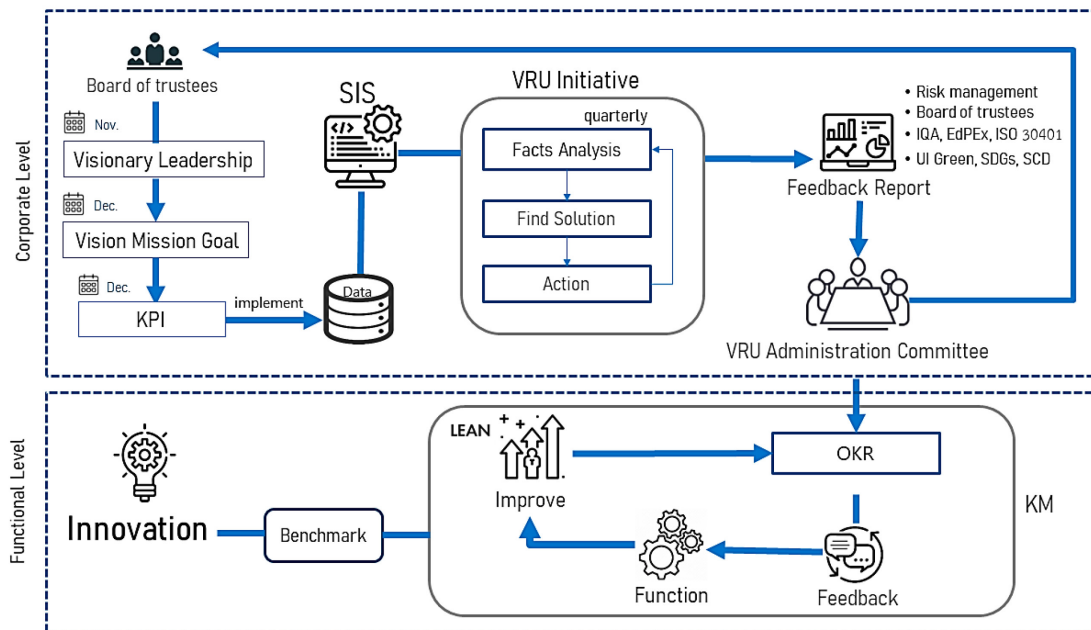 Corporate Level
Board of trustees
Nov.
Visionary Leadership
Dec.
Vision Mission Goal
Dec.
KPI
implement
Data
SIS
</>
VRU Initiative
quarterly
Facts Analysis
Find Solution
Action
Feedback Report
• Risk management
• Board of trustees
• IQA, EdPEx, ISO 30401
• UI Green, SDGs, SCD
VRU Administration Committee
Functional Level
Innovation
Benchmark
LEAN
Improve
OKR
Function
Feedback
KM